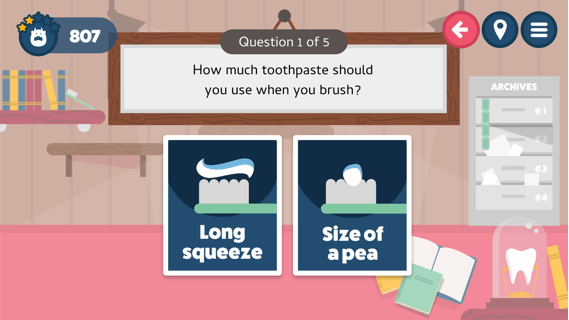 807
Question 1 of 5
How much toothpaste should
you use when you brush?
ARCHIVES
#1
#2
#3
#4
Long
squeeze
Size of
a pea